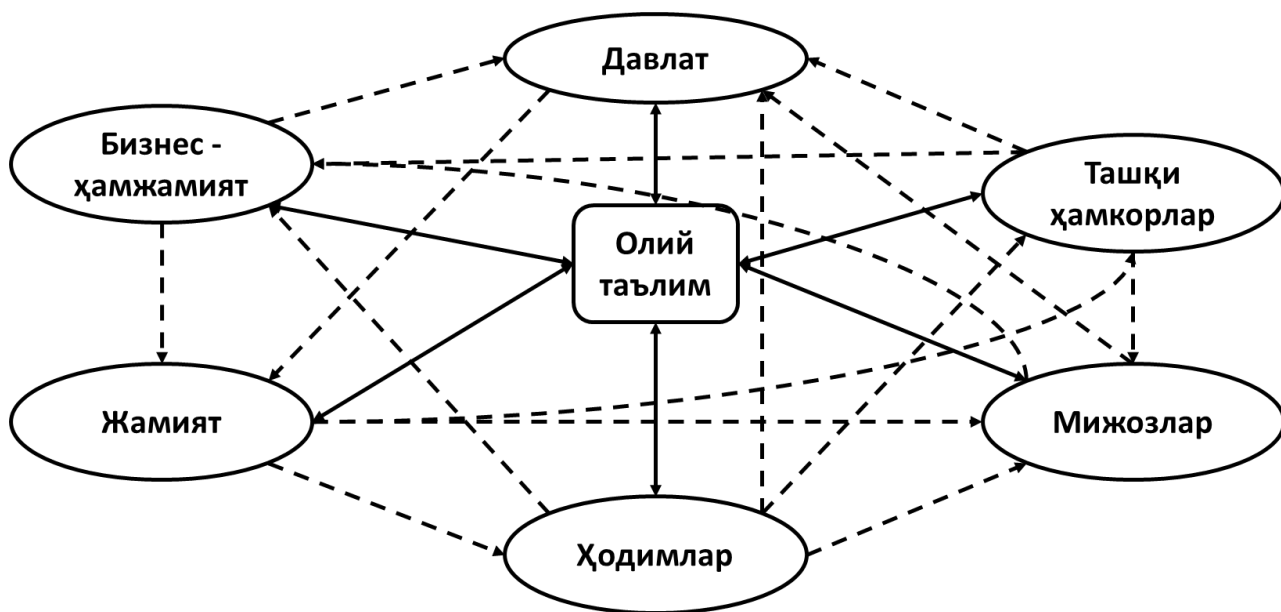 Давлат
Бизнес -
ҳамжамият
Ташқи
ҳамкорлар
Олий
таълим
Жамият
Мижозлар
Ҳодимлар